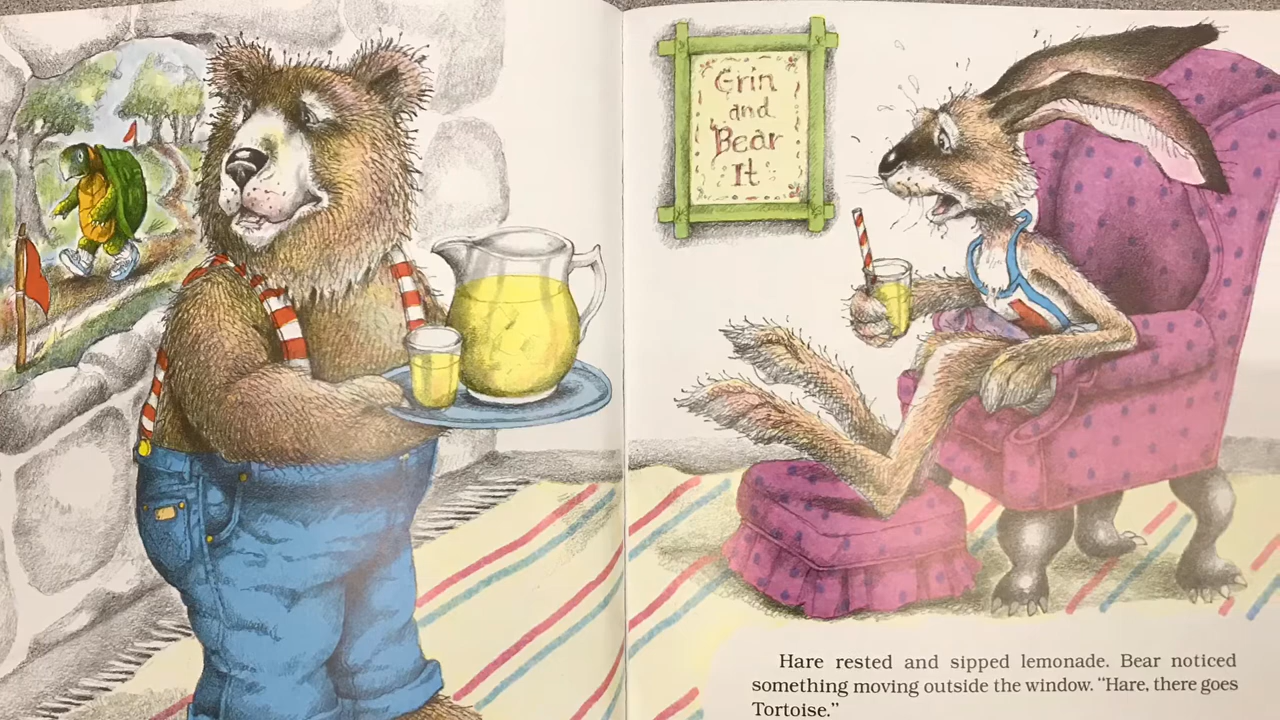 Grin
and
Bear
It
Hare rested and sipped lemonade. Bear noticed
something moving outside the window. “Hare, there goes
Tortoise.”